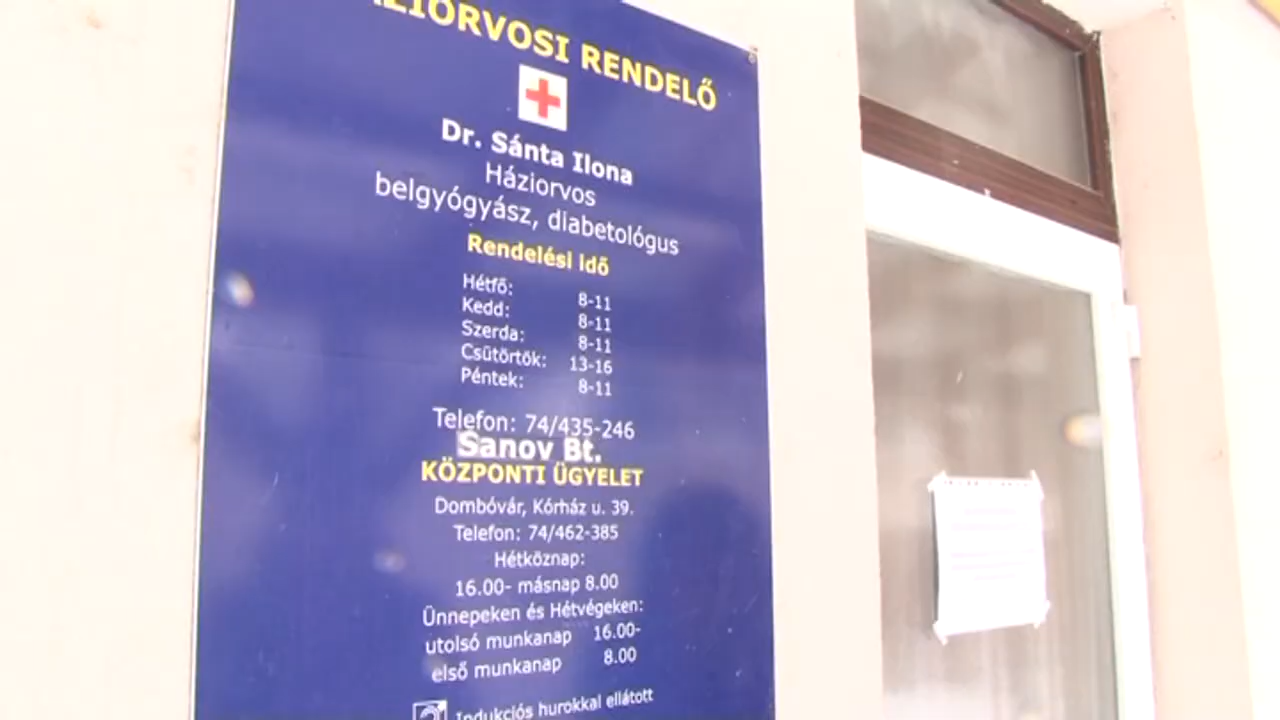 ZIORVOSI RENDELŐ
Dr. Sánta Ilona
Háziorvos
belgyógyász, diabetológus
Rendelési idő
Hétfő: 8-11
Kedd: 8-11
Szerda: 8-11
Csütörtök: 13-16
Péntek: 8-11
Telefon: 74/435-246
Sanov Bt.
KÖZPONTI ÜGYELET
Dombóvár, Kórház u. 39.
Telefon: 74/462-385
Hétköznap:
16.00- másnap 8.00
Ünnepeken és Hétvégeken:
utolsó munkanap 16.00-
első munkanap 8.00
Indukciós hurokkal ellátott